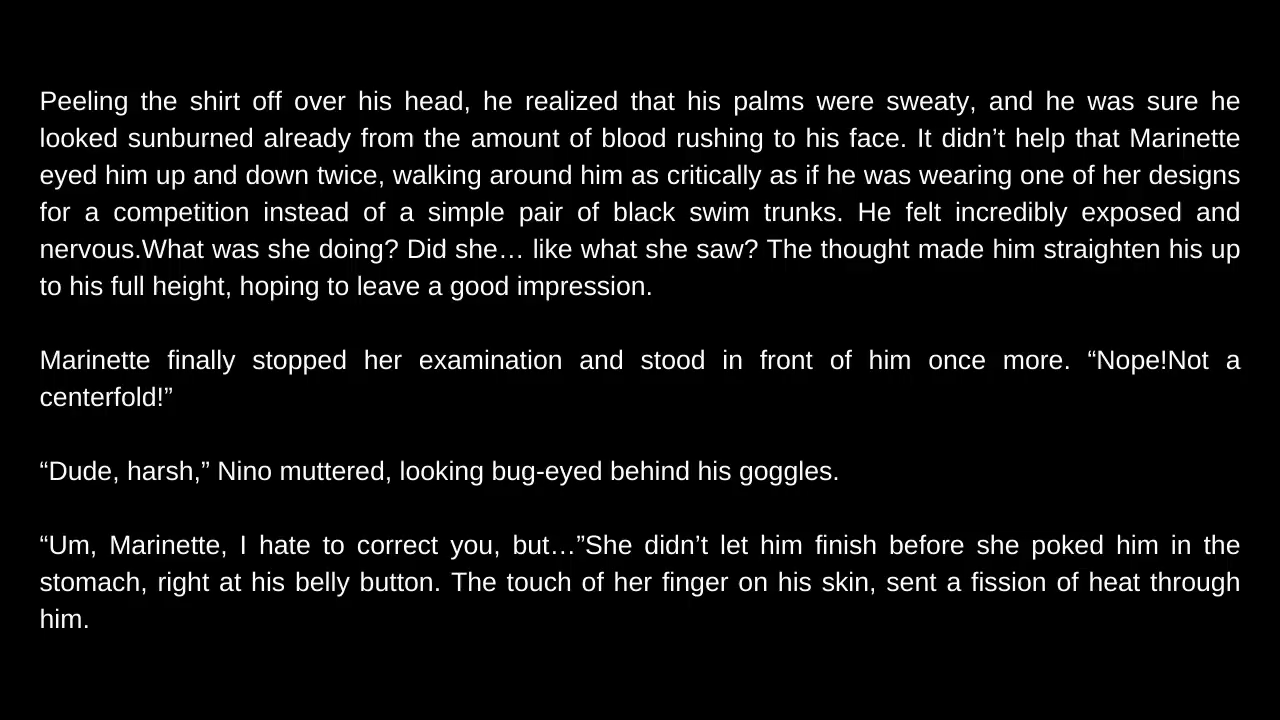 Peeling the shirt off over his head, he realized that his palms were sweaty, and he was sure he
looked sunburned already from the amount of blood rushing to his face. It didn’t help that Marinette
eyed him up and down twice, walking around him as critically as if he was wearing one of her designs
for a competition instead of a simple pair of black swim trunks. He felt incredibly exposed and
nervous.What was she doing? Did she… like what she saw? The thought made him straighten his up
to his full height, hoping to leave a good impression.
Marinette finally stopped her examination and stood in front of him once more. “Nope!Not a
centerfold!”
“Dude, harsh,” Nino muttered, looking bug-eyed behind his goggles.
“Um, Marinette, I hate to correct you, but…”She didn’t let him finish before she poked him in the
stomach, right at his belly button. The touch of her finger on his skin, sent a fission of heat through
him.